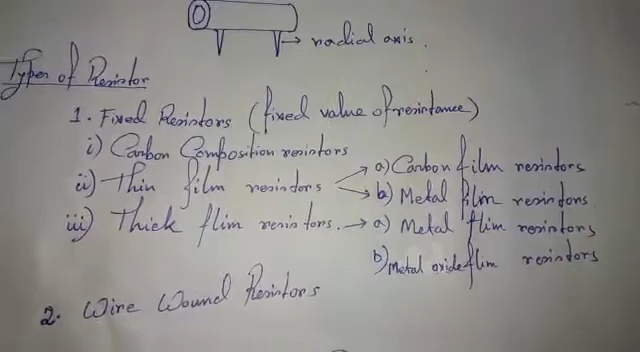 radial axis.
Types of Resistor
1. Fixed Resistors (fixed value of resistance)
i) Carbon Composition resistors
ii) Thin film resistors → a) Carbon film resistors
→ b) Metal film resistors
iii) Thick flim resistors. → a) Metal flim resistors
b) Metal oxide flim resistors
2. Wire Wound Resistors